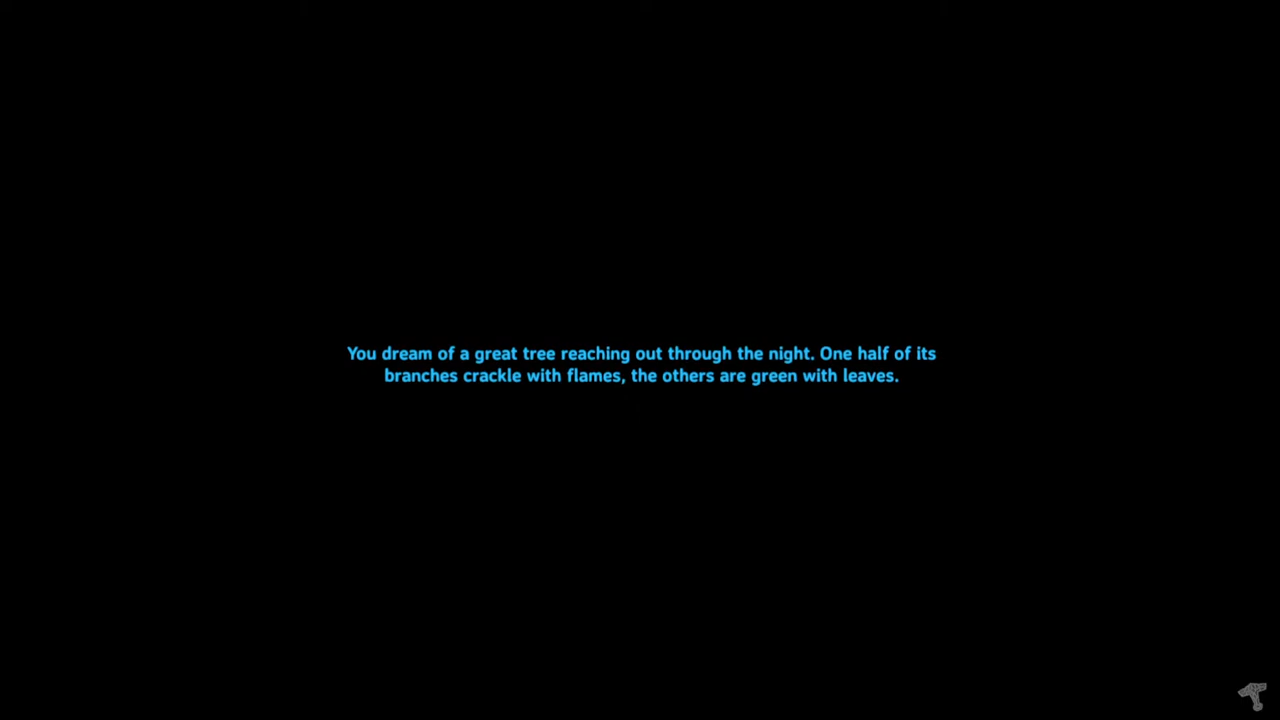 You dream of a great tree reaching out through the night. One half of its
branches crackle with flames, the others are green with leaves.